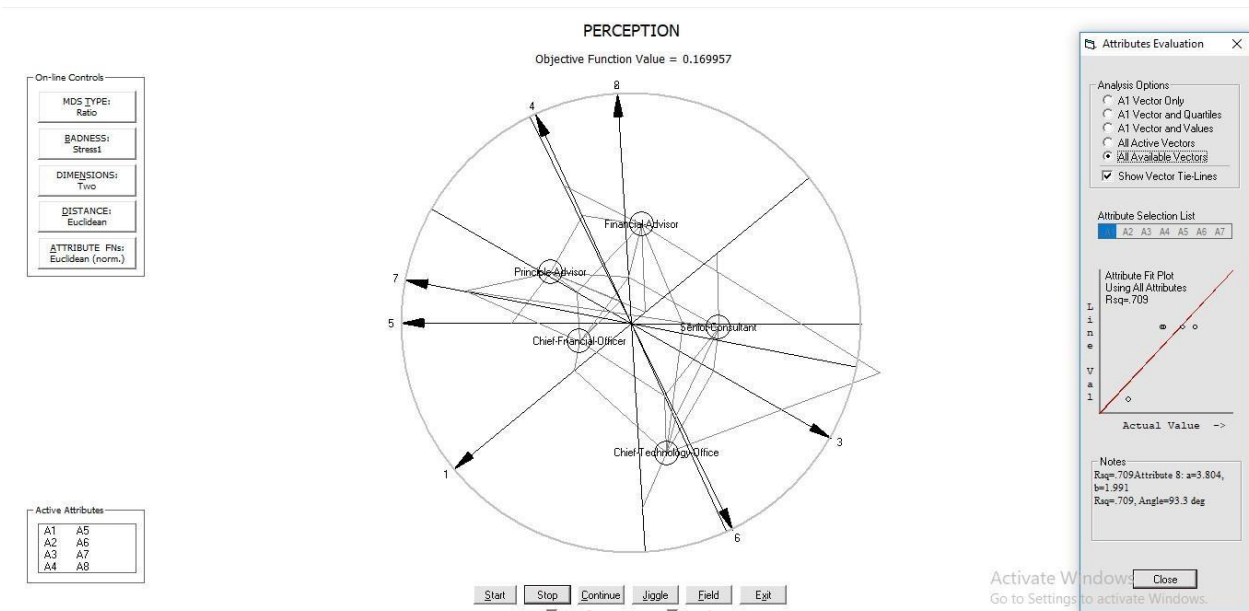 PERCEPTION
Objective Function Value = 0.169957
On-line Controls
MDS TYPE:
Ratio
BADNESS:
Stress1
DIMENSIONS:
Two
DISTANCE:
Euclidean
ATTRIBUTE FNs:
Euclidean (norm.)
Active Attributes
A1 A5
A2 A6
A3 A7
A4 A8
4
7
5
1
3
6
Financial-Advisor
Principle-Advisor
Senior-Consultant
Chief-Financial-Officer
Chief-Technology-Office
Start Stop Continue Jiggle Field Exit
Attributes Evaluation
Analysis Options
A1 Vector Only
A1 Vector and Quartiles
A1 Vector and Values
All Active Vectors
All Available Vectors
Show Vector Tie-Lines
Attribute Selection List
A2 A3 A4 A5 A6 A7
Attribute Fit Plot
Using All Attributes
Rsq=.709
Line Val
Actual Value ->
Notes
Rsq=.709Attribute 8: a=3.804,
b=1.991
Rsq=.709, Angle=93.3 deg
Close
Activate Windows
Go to Settings to activate Windows.